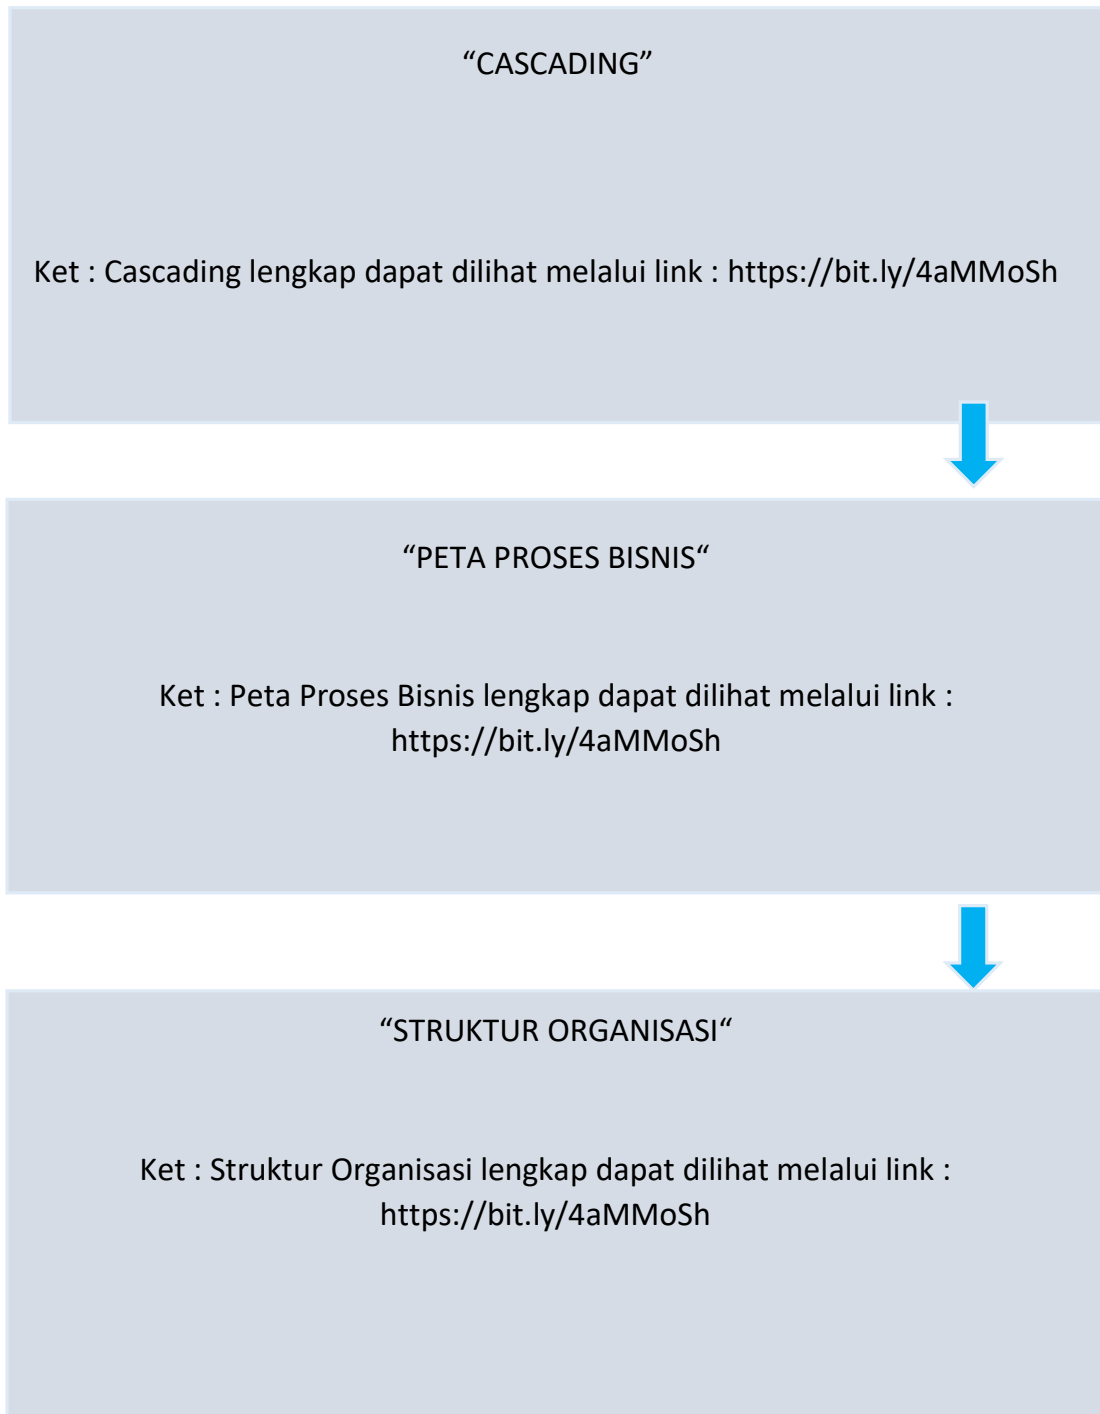 “CASCADING”
Ket : Cascading lengkap dapat dilihat melalui link : https://bit.ly/4aMMoSh
“PETA PROSES BISNIS“
Ket : Peta Proses Bisnis lengkap dapat dilihat melalui link :
https://bit.ly/4aMMoSh
“STRUKTUR ORGANISASI“
Ket : Struktur Organisasi lengkap dapat dilihat melalui link :
https://bit.ly/4aMMoSh